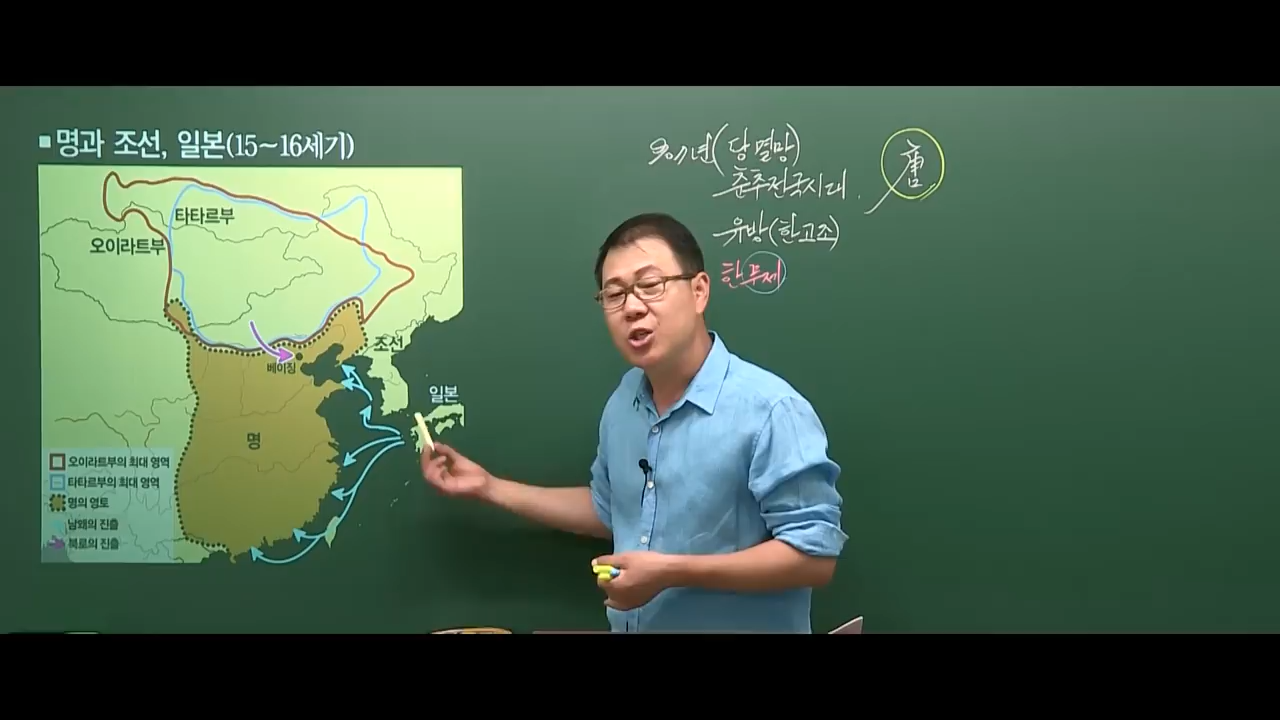 ■명과 조선, 일본(15~16세기)
타타르부
오이라트부
조선
베이징
일본
명
오이라트부의 최대 영역
타타르부의 최대 영역
명의 영토
남왜의 진출
북로의 진출
907년(당 멸망)
춘추전국시대.
유방(한고조)
한무제
唐